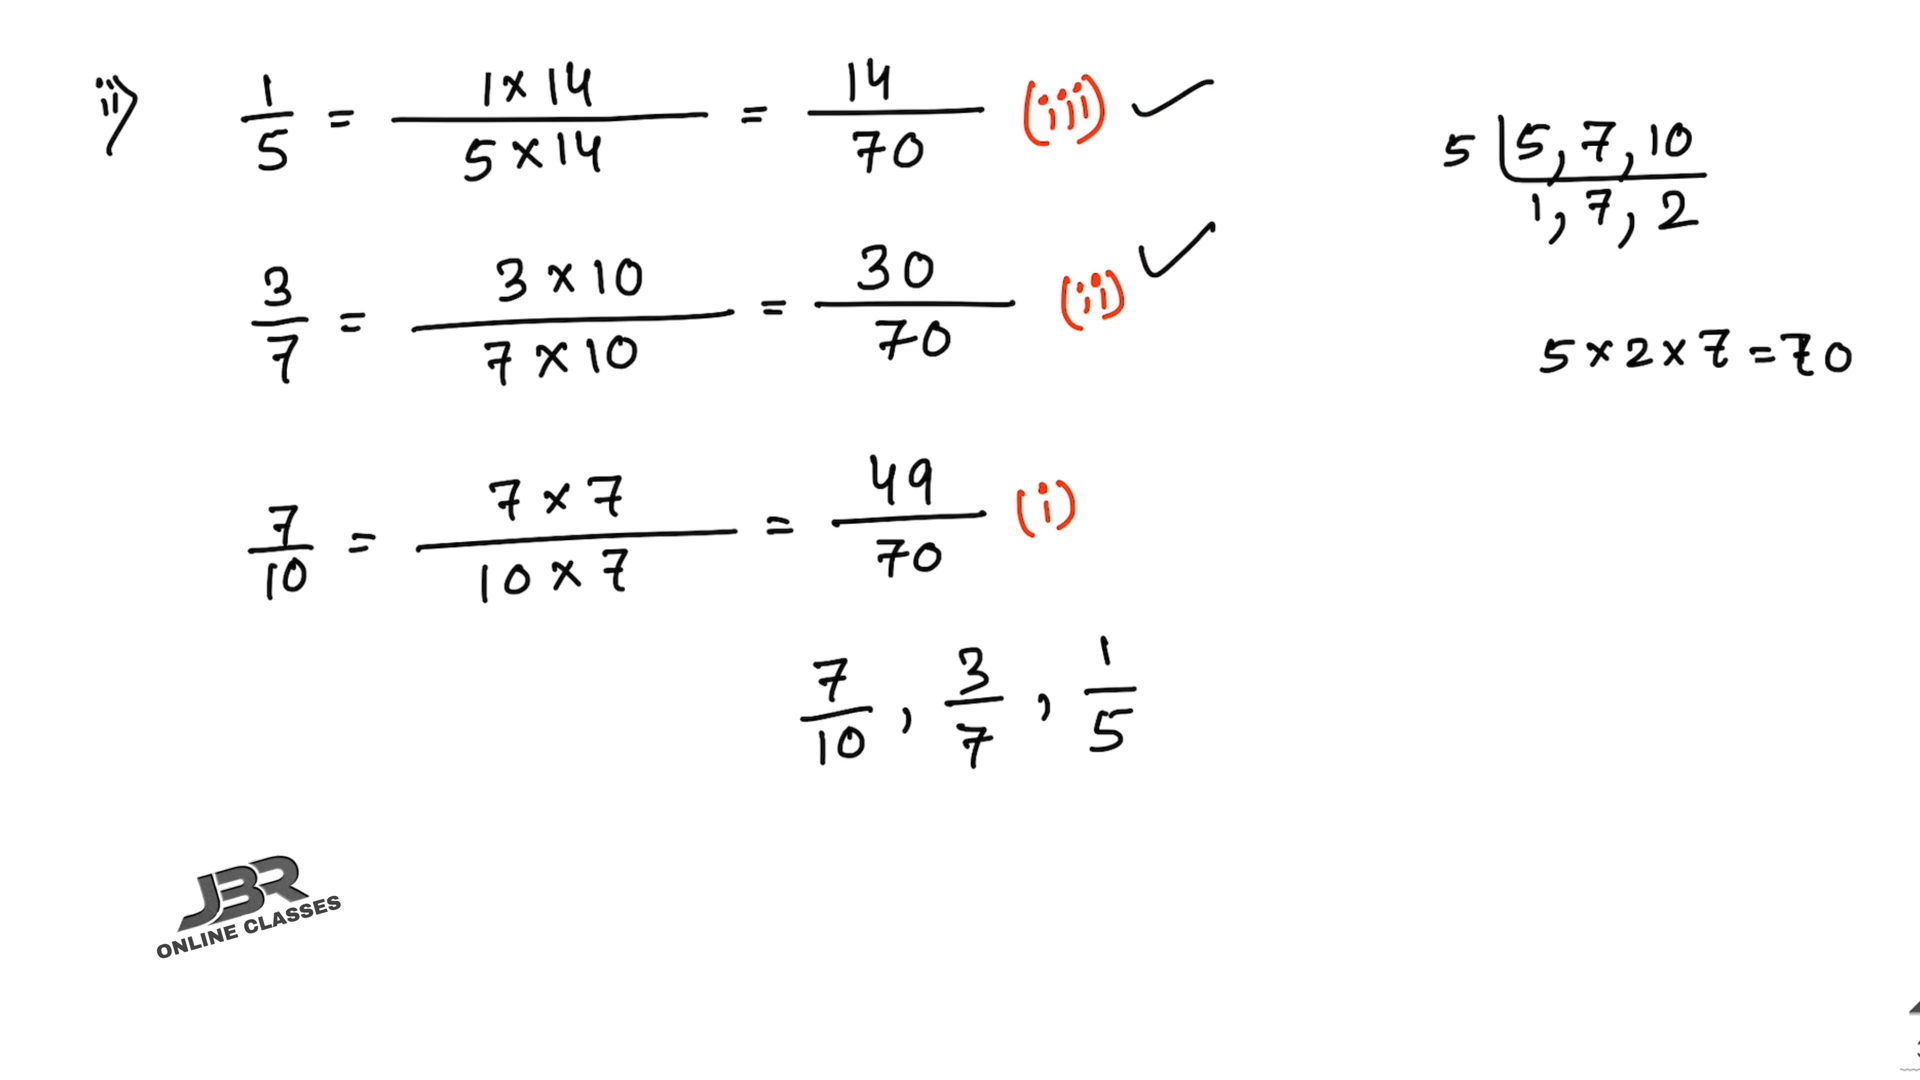 ii) 1/5 = 1 × 14 / 5 × 14 = 14/70 (iii) ✓
3/7 = 3 × 10 / 7 × 10 = 30/70 (ii) ✓
7/10 = 7 × 7 / 10 × 7 = 49/70 (i)
7/10, 3/7, 1/5
5 | 5, 7, 10
1, 7, 2
5 × 2 × 7 = 70
JBR
ONLINE CLASSES